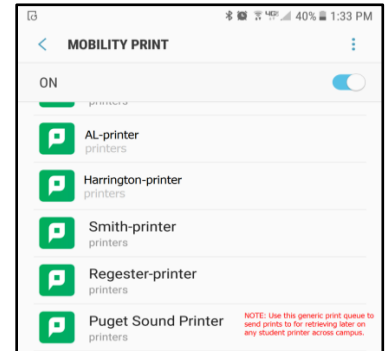 40% 1:33 PM
< MOBILITY PRINT
ON
printers
AL-printer
printers
Harrington-printer
printers
Smith-printer
printers
Regester-printer
printers
Puget Sound Printer
printers
NOTE: Use this generic print queue to
send prints to for retrieving later on
any student printer across campus.